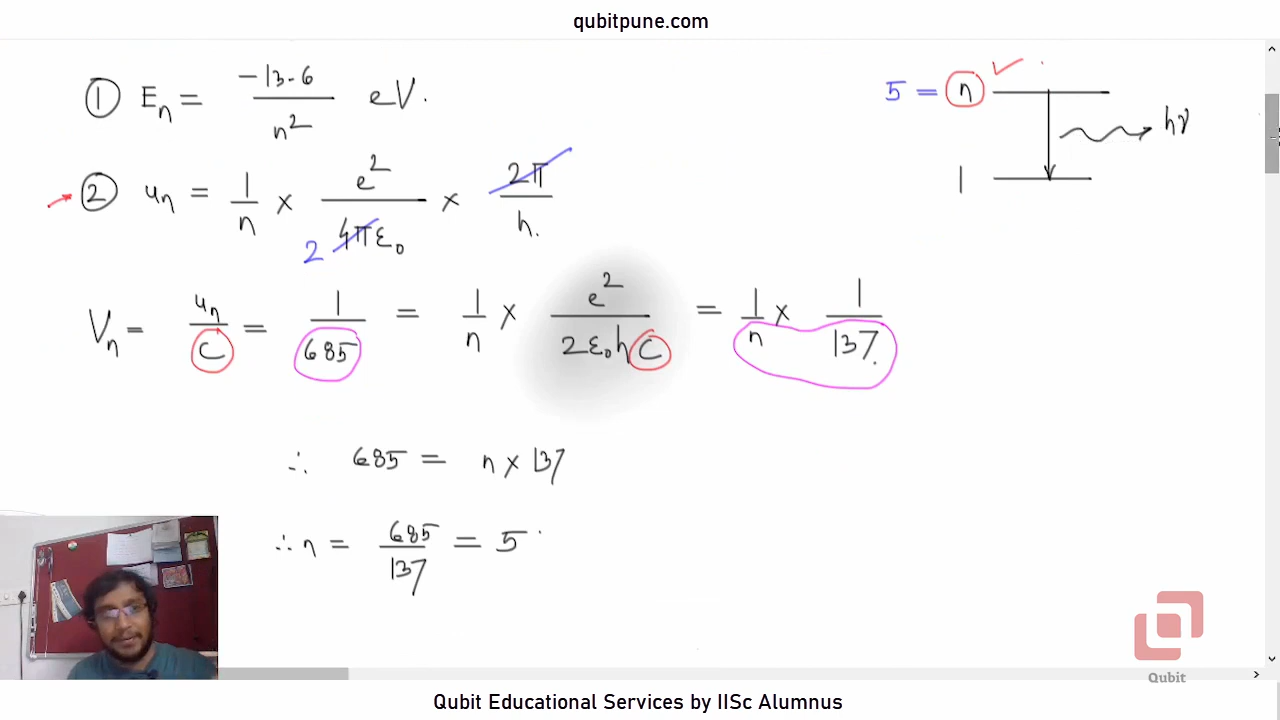 qubitpune.com
① Eₙ = -13.6 / n² eV.
5 = n
hν
1
② uₙ = 1/n × e² / 4πε₀ × 2π / h.
2
Vₙ = uₙ / C = 1 / 685 = 1/n × e² / 2ε₀hC = 1/n × 1 / 137.
∴ 685 = n × 137
∴ n = 685 / 137 = 5
Qubit
Qubit Educational Services by IISc Alumnus